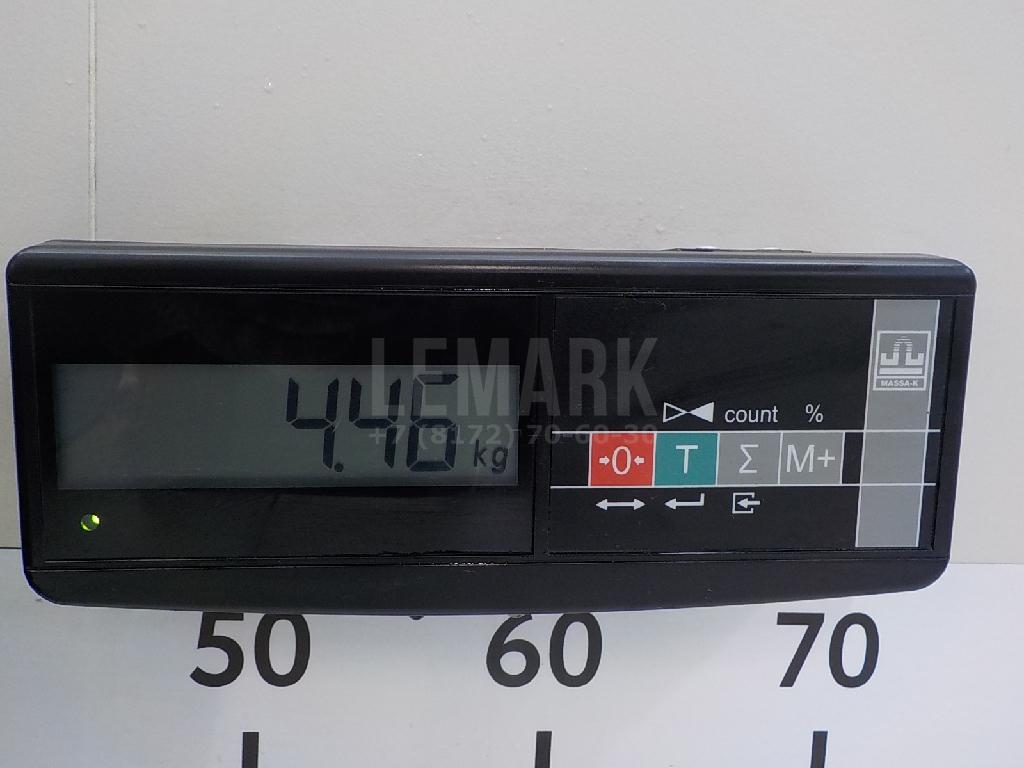 LEMARK
+7(8172) 70-60-30
4.46 kg
count %
→0← T Σ M+
MASSA-K
50 60 70